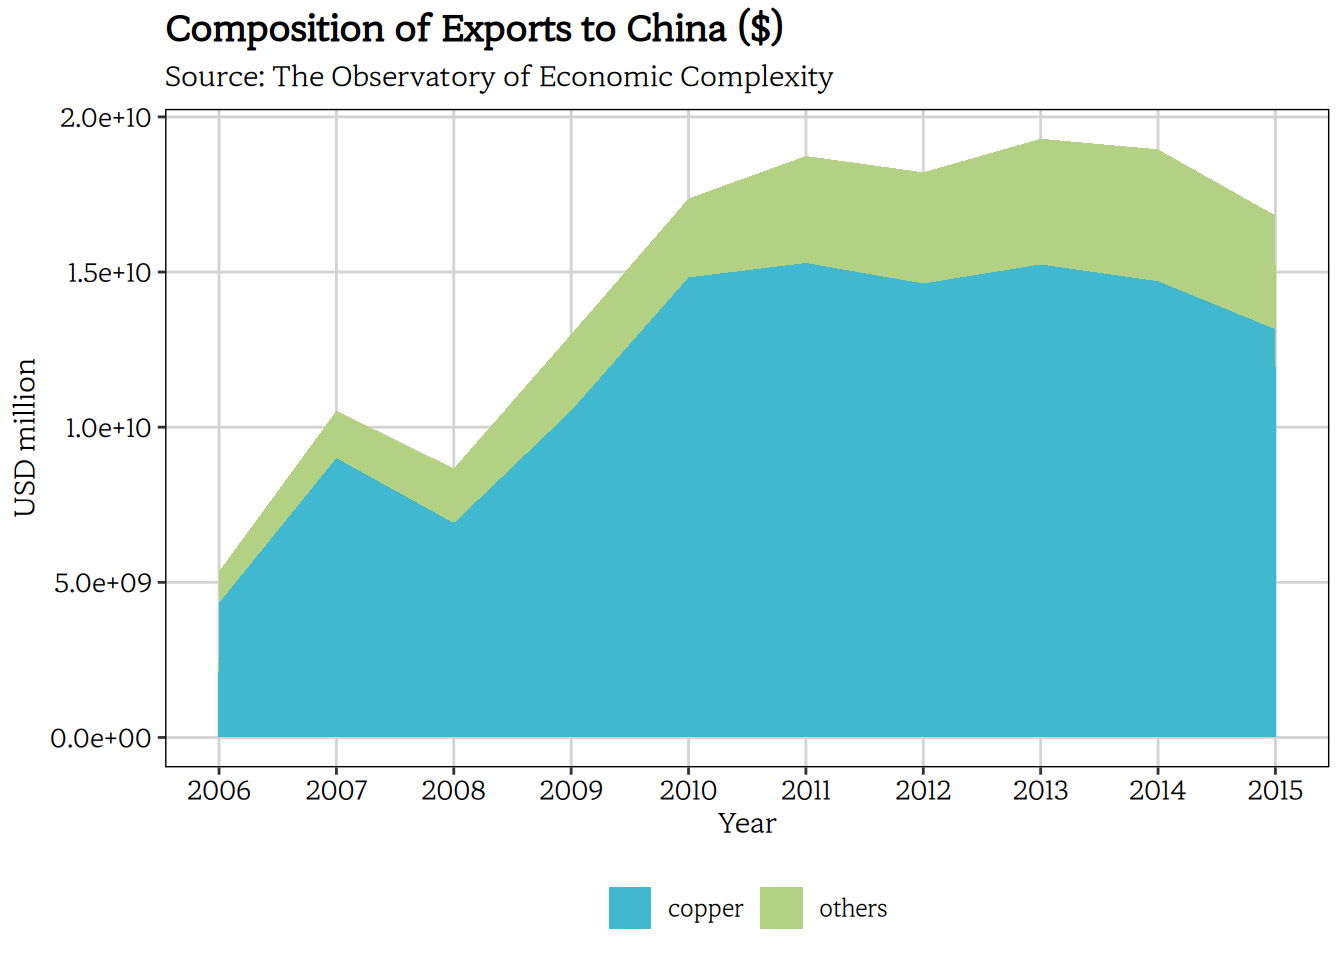 Composition of Exports to China ($)
Source: The Observatory of Economic Complexity
2.0e+10
1.5e+10
1.0e+10
5.0e+09
0.0e+00
USD million
2006 2007 2008 2009 2010 2011 2012 2013 2014 2015
Year
copper others